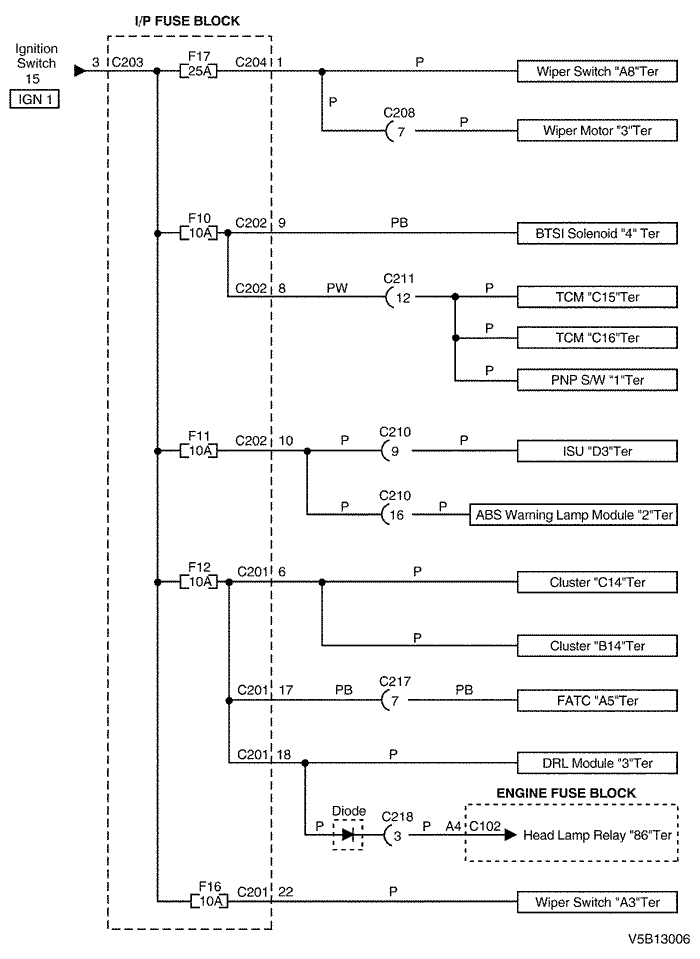 I/P FUSE BLOCK
Ignition
Switch
15
IGN 1
3 C203 F17 25A C204 1 P Wiper Switch "A8"Ter
P C208 7 P Wiper Motor "3"Ter
F10 10A C202 9 PB BTSI Solenoid "4" Ter
C202 8 PW C211 12 P TCM "C15"Ter
P TCM "C16"Ter
P PNP S/W "1"Ter
F11 10A C202 10 P C210 9 P ISU "D3"Ter
P C210 16 P ABS Warning Lamp Module "2"Ter
F12 10A C201 6 P Cluster "C14"Ter
P Cluster "B14"Ter
C201 17 PB C217 7 PB FATC "A5"Ter
C201 18 P DRL Module "3"Ter
ENGINE FUSE BLOCK
P Diode C218 3 P A4 C102 Head Lamp Relay "86"Ter
F16 10A C201 22 P Wiper Switch "A3"Ter
V5B13006